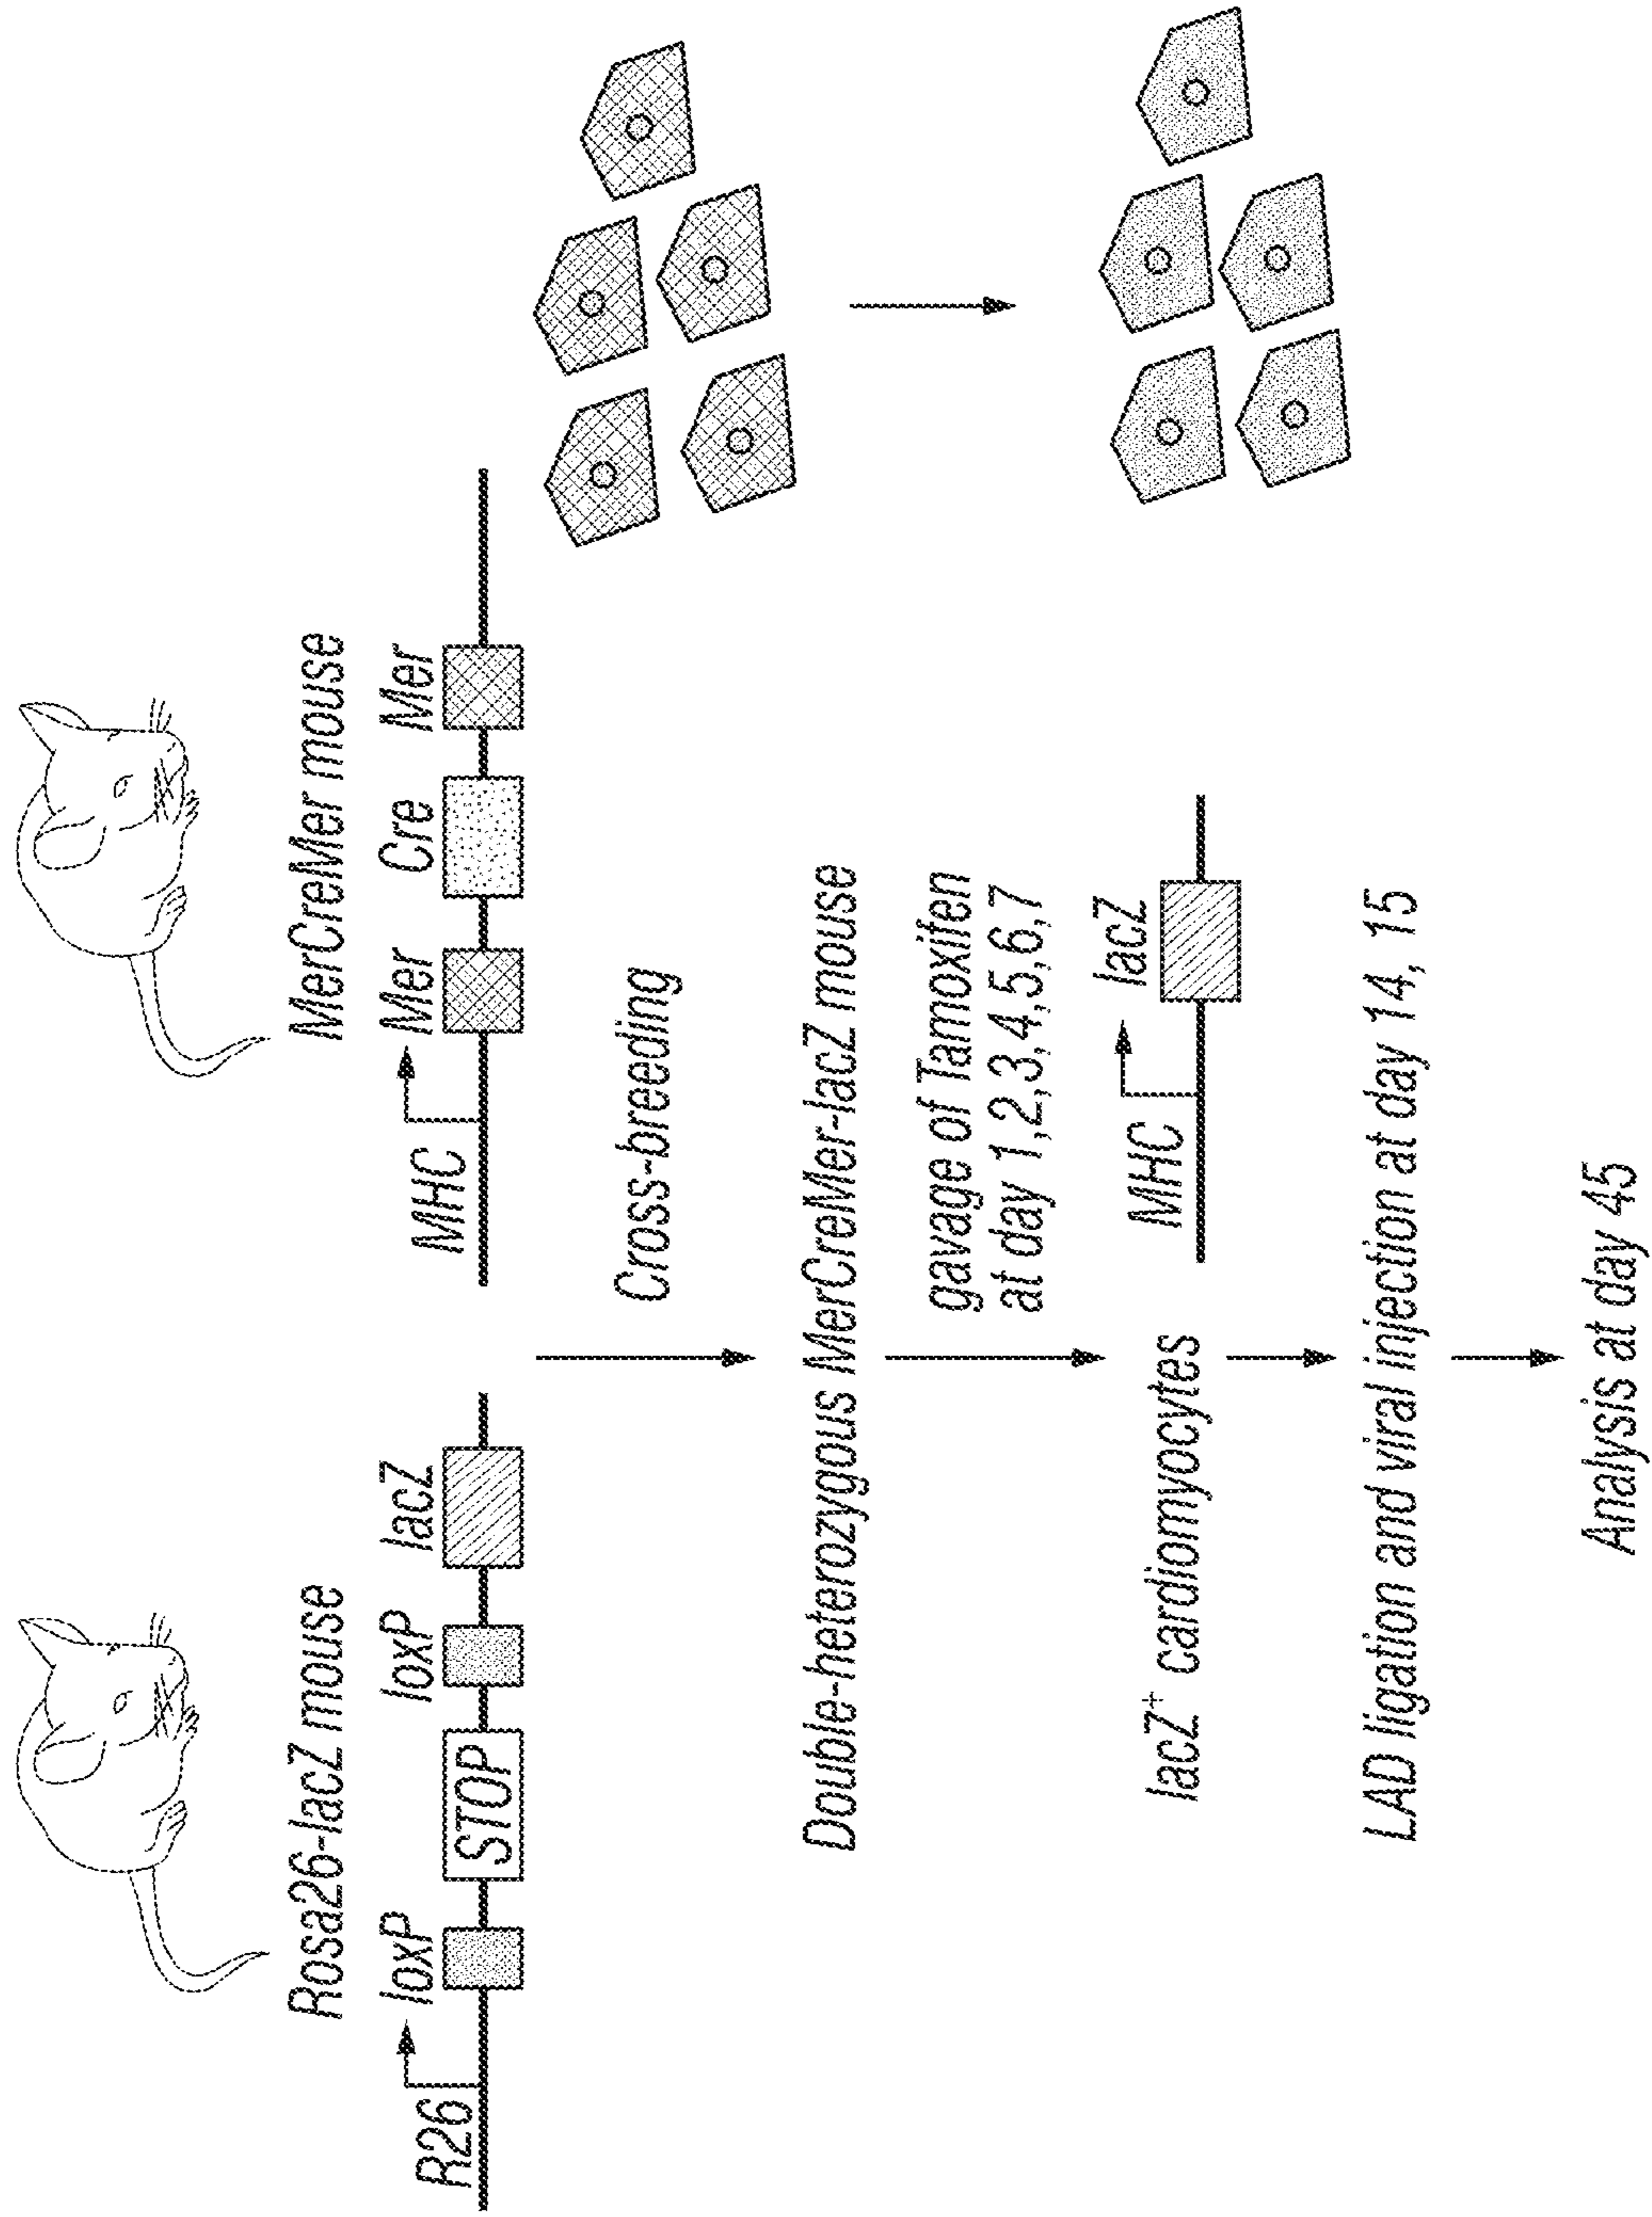 Rosa26-lacZ mouse
MerCreMer mouse
R26
loxP
STOP
loxP
lacZ
MHC
Mer
Cre
Mer
Cross-breeding
Double-heterozygous MerCreMer-lacZ mouse
gavage of Tamoxifen
at day 1,2,3,4,5,6,7
lacZ⁺ cardiomyocytes
MHC
lacZ
LAD ligation and viral injection at day 14, 15
Analysis at day 45